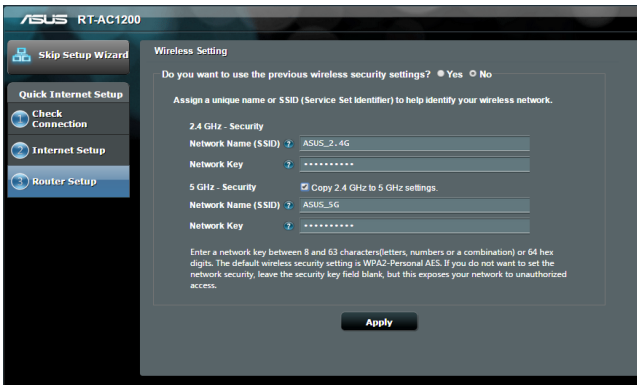 ASUS RT-AC1200
Skip Setup Wizard
Quick Internet Setup
1 Check
Connection
2 Internet Setup
3 Router Setup
Wireless Setting
Do you want to use the previous wireless security settings? Yes No
Assign a unique name or SSID (Service Set Identifier) to help identify your wireless network.
2.4 GHz - Security
Network Name (SSID) ? ASUS_2.4G
Network Key ? ••••••••••
5 GHz - Security Copy 2.4 GHz to 5 GHz settings.
Network Name (SSID) ? ASUS_5G
Network Key ? ••••••••••
Enter a network key between 8 and 63 characters(letters, numbers or a combination) or 64 hex
digits. The default wireless security setting is WPA2-Personal AES. If you do not want to set the
network security, leave the security key field blank, but this exposes your network to unauthorized
access.
Apply